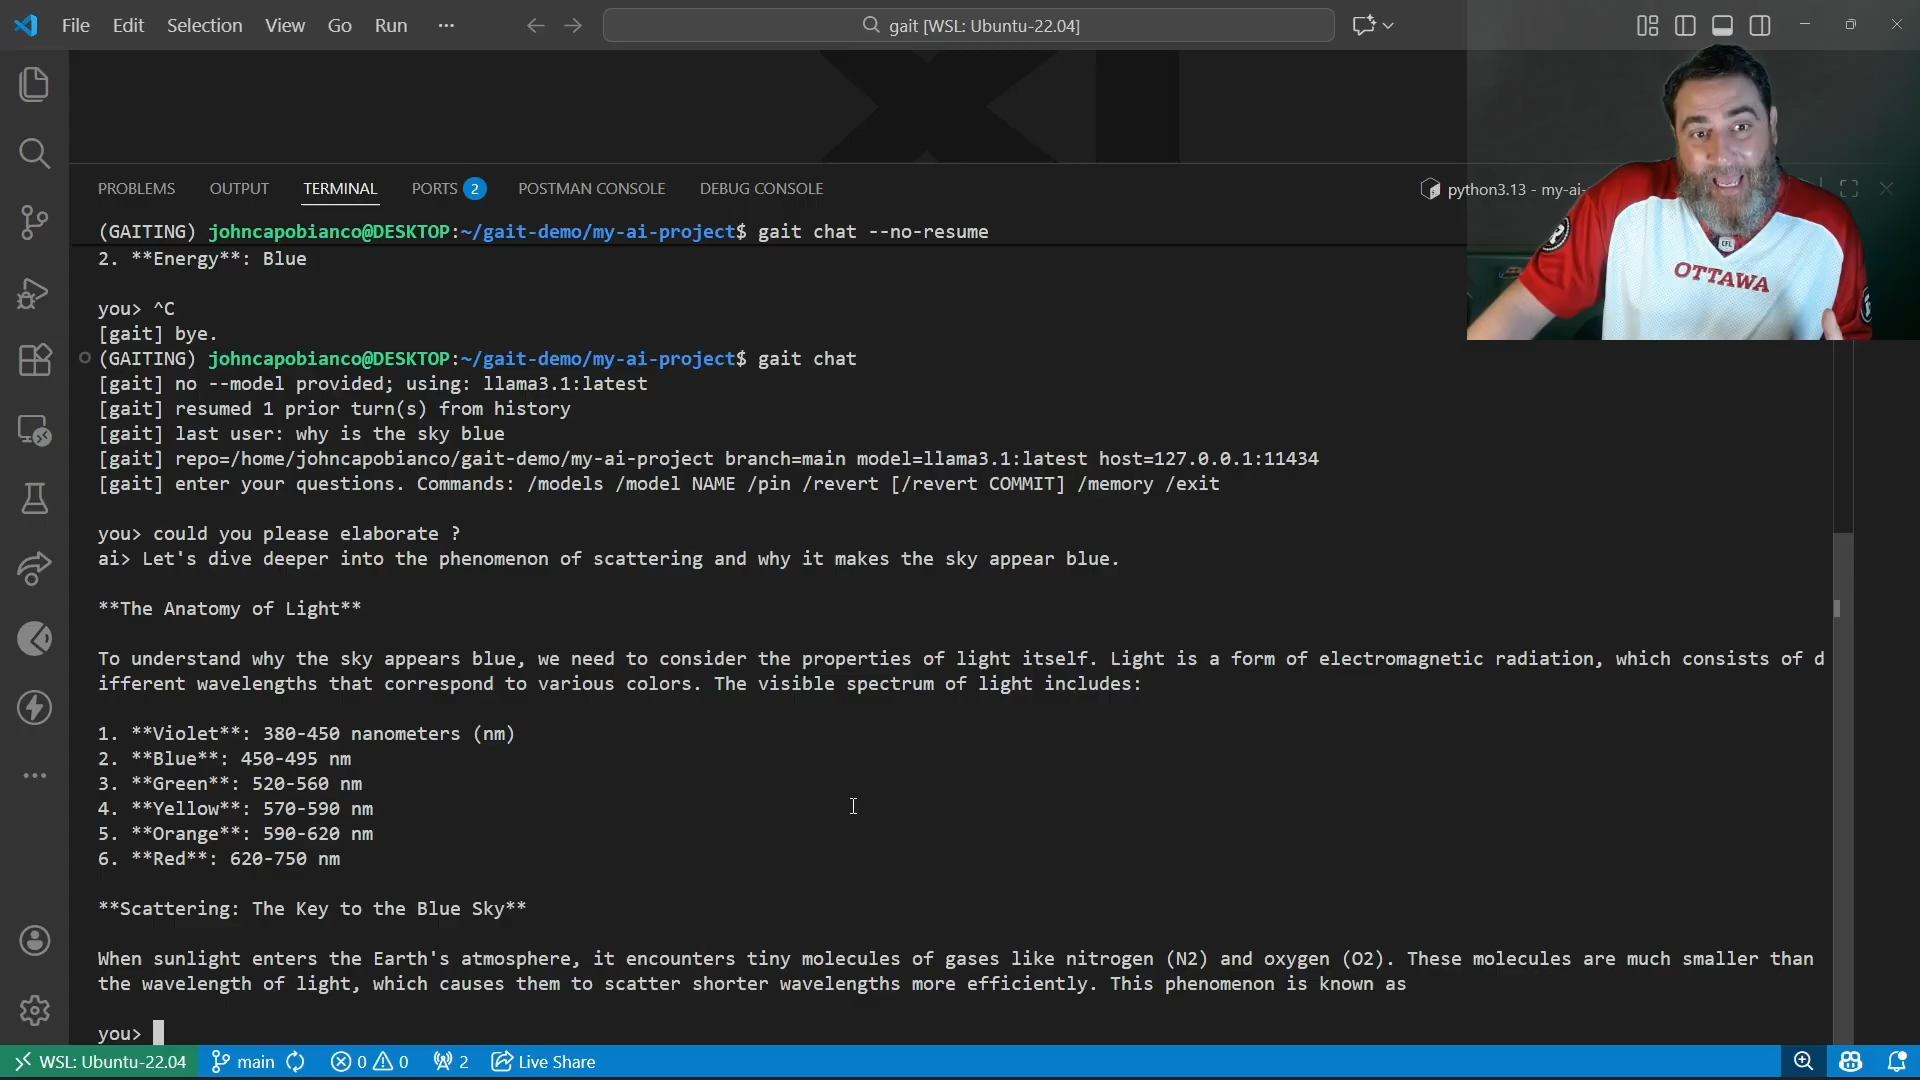 File Edit Selection View Go Run ···
gait [WSL: Ubuntu-22.04]
PROBLEMS OUTPUT TERMINAL PORTS 2 POSTMAN CONSOLE DEBUG CONSOLE
python3.13 - my-ai-
(GAITING) johncapobianco@DESKTOP:~/gait-demo/my-ai-project$ gait chat --no-resume
2. **Energy**: Blue
you> ^C
[gait] bye.
(GAITING) johncapobianco@DESKTOP:~/gait-demo/my-ai-project$ gait chat
[gait] no --model provided; using: llama3.1:latest
[gait] resumed 1 prior turn(s) from history
[gait] last user: why is the sky blue
[gait] repo=/home/johncapobianco/gait-demo/my-ai-project branch=main model=llama3.1:latest host=127.0.0.1:11434
[gait] enter your questions. Commands: /models /model NAME /pin /revert [/revert COMMIT] /memory /exit
you> could you please elaborate ?
ai> Let's dive deeper into the phenomenon of scattering and why it makes the sky appear blue.
**The Anatomy of Light**
To understand why the sky appears blue, we need to consider the properties of light itself. Light is a form of electromagnetic radiation, which consists of d
ifferent wavelengths that correspond to various colors. The visible spectrum of light includes:
1. **Violet**: 380-450 nanometers (nm)
2. **Blue**: 450-495 nm
3. **Green**: 520-560 nm
4. **Yellow**: 570-590 nm
5. **Orange**: 590-620 nm
6. **Red**: 620-750 nm
**Scattering: The Key to the Blue Sky**
When sunlight enters the Earth's atmosphere, it encounters tiny molecules of gases like nitrogen (N2) and oxygen (O2). These molecules are much smaller than
the wavelength of light, which causes them to scatter shorter wavelengths more efficiently. This phenomenon is known as
you>
WSL: Ubuntu-22.04 main 0 0 2 Live Share
CFL
OTTAWA